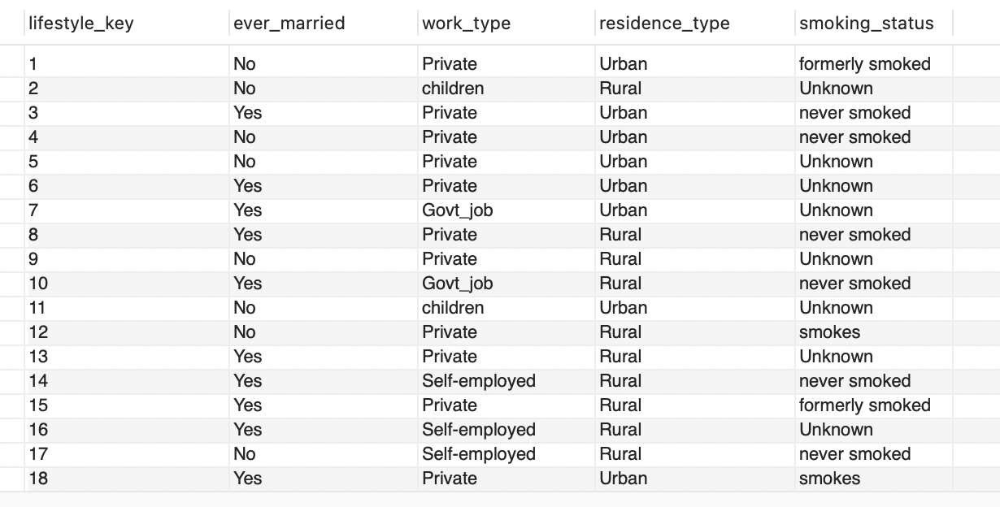 lifestyle_key ever_married work_type residence_type smoking_status
1 No Private Urban formerly smoked
2 No children Rural Unknown
3 Yes Private Urban never smoked
4 No Private Urban never smoked
5 No Private Urban Unknown
6 Yes Private Urban Unknown
7 Yes Govt_job Urban Unknown
8 Yes Private Rural never smoked
9 No Private Rural Unknown
10 Yes Govt_job Rural never smoked
11 No children Urban Unknown
12 No Private Rural smokes
13 Yes Private Rural Unknown
14 Yes Self-employed Rural never smoked
15 Yes Private Rural formerly smoked
16 Yes Self-employed Rural Unknown
17 No Self-employed Rural never smoked
18 Yes Private Urban smokes